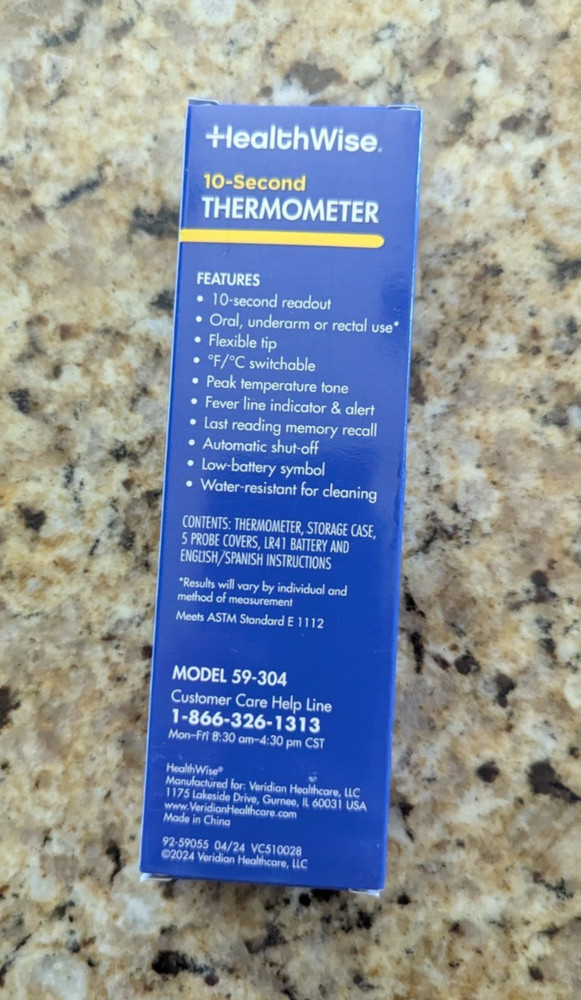 HealthWise®
10-Second
THERMOMETER
FEATURES
• 10-second readout
• Oral, underarm or rectal use*
• Flexible tip
• °F/°C switchable
• Peak temperature tone
• Fever line indicator & alert
• Last reading memory recall
• Automatic shut-off
• Low-battery symbol
• Water-resistant for cleaning
CONTENTS: THERMOMETER, STORAGE CASE,
5 PROBE COVERS, LR41 BATTERY AND
ENGLISH/SPANISH INSTRUCTIONS
*Results will vary by individual and
method of measurement
Meets ASTM Standard E 1112
MODEL 59-304
Customer Care Help Line
1-866-326-1313
Mon–Fri 8:30 am–4:30 pm CST
HealthWise®
Manufactured for: Veridian Healthcare, LLC
1175 Lakeside Drive, Gurnee, IL 60031 USA
www.VeridianHealthcare.com
Made in China
92-59055 04/24 VC510028
©2024 Veridian Healthcare, LLC